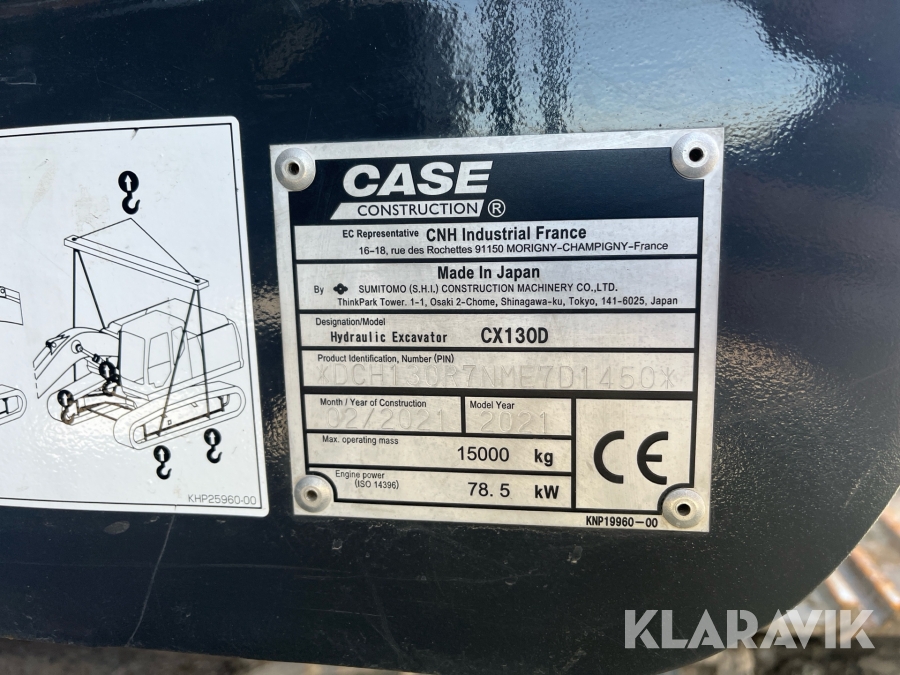 CASE
CONSTRUCTION ®
EC Representative CNH Industrial France
16-18, rue des Rochettes 91150 MORIGNY-CHAMPIGNY-France
Made In Japan
By SUMITOMO (S.H.I.) CONSTRUCTION MACHINERY CO.,LTD.
ThinkPark Tower. 1-1, Osaki 2-Chome, Shinagawa-ku, Tokyo, 141-6025, Japan
Designation/Model
Hydraulic Excavator CX130D
Product Identification, Number (PIN)
*DCH130R7NME7D1450*
Month / Year of Construction Model Year
02/2021 2021
Max. operating mass
15000 kg
Engine power
(ISO 14396) 78.5 kW
CE
KNP19960-00
KHP25960-00
KLARAVIK